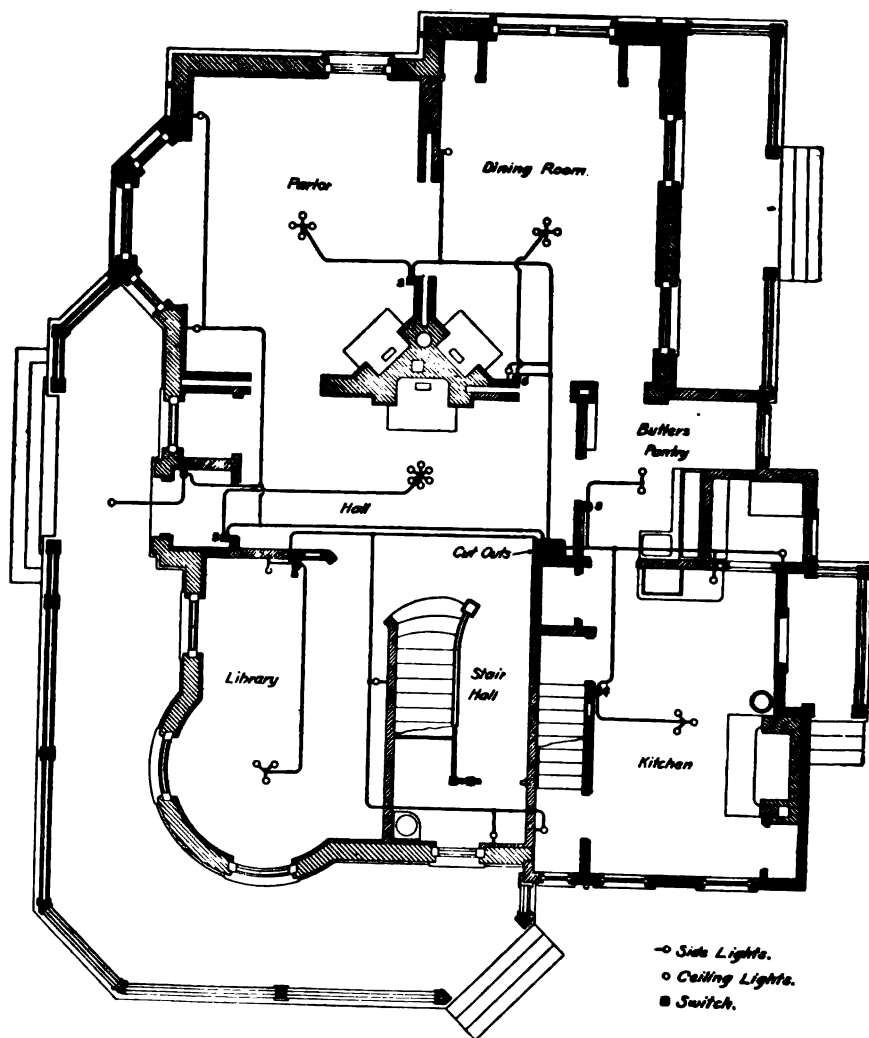 Parlor
Dining Room.
Butlers
Pantry
Hall
Cut Outs
Library
Stair
Hall
Kitchen
Side Lights.
Ceiling Lights.
Switch.